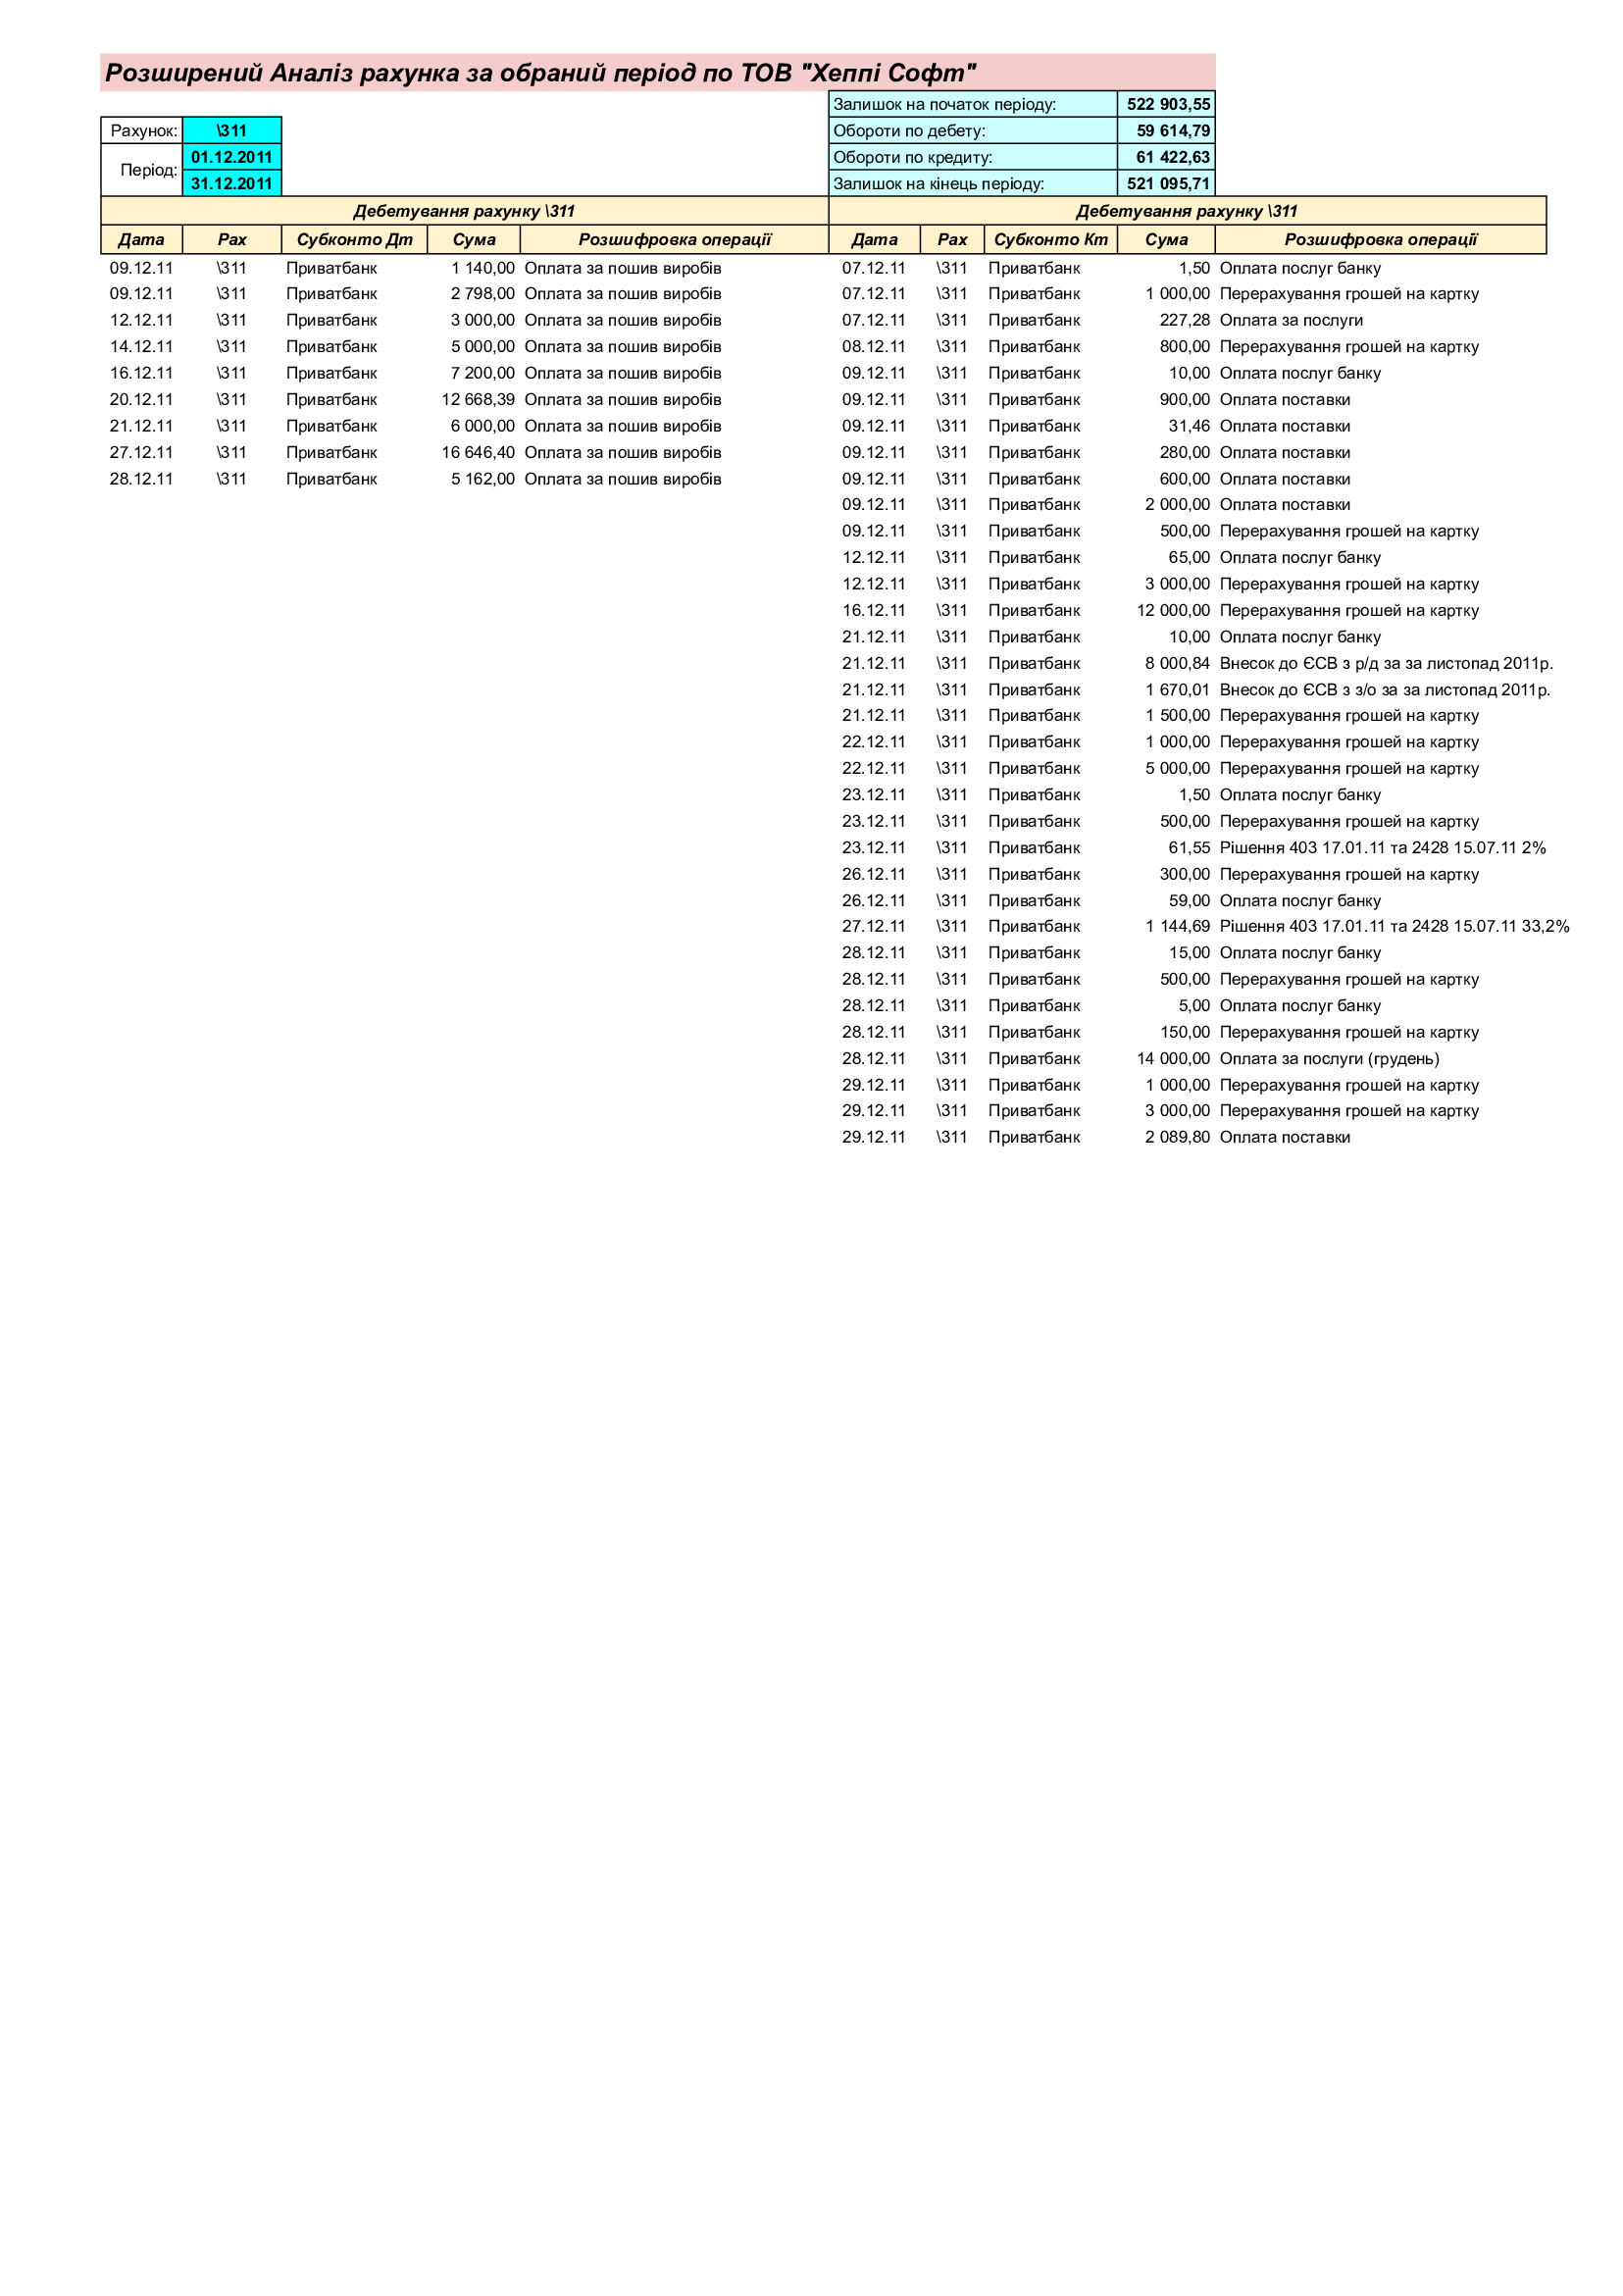 Розширений Аналіз рахунка за обраний період по ТОВ "Хеппі Софт"
Залишок на початок періоду: 522 903,55
Рахунок: \311 Обороти по дебету: 59 614,79
Період: 01.12.2011 Обороти по кредиту: 61 422,63
31.12.2011 Залишок на кінець періоду: 521 095,71
Дебетування рахунку \311 Дебетування рахунку \311
Дата Рах Субконто Дт Сума Розшифровка операції Дата Рах Субконто Кт Сума Розшифровка операції
09.12.11 \311 Приватбанк 1 140,00 Оплата за пошив виробів 07.12.11 \311 Приватбанк 1,50 Оплата послуг банку
09.12.11 \311 Приватбанк 2 798,00 Оплата за пошив виробів 07.12.11 \311 Приватбанк 1 000,00 Перерахування грошей на картку
12.12.11 \311 Приватбанк 3 000,00 Оплата за пошив виробів 07.12.11 \311 Приватбанк 227,28 Оплата за послуги
14.12.11 \311 Приватбанк 5 000,00 Оплата за пошив виробів 08.12.11 \311 Приватбанк 800,00 Перерахування грошей на картку
16.12.11 \311 Приватбанк 7 200,00 Оплата за пошив виробів 09.12.11 \311 Приватбанк 10,00 Оплата послуг банку
20.12.11 \311 Приватбанк 12 668,39 Оплата за пошив виробів 09.12.11 \311 Приватбанк 900,00 Оплата поставки
21.12.11 \311 Приватбанк 6 000,00 Оплата за пошив виробів 09.12.11 \311 Приватбанк 31,46 Оплата поставки
27.12.11 \311 Приватбанк 16 646,40 Оплата за пошив виробів 09.12.11 \311 Приватбанк 280,00 Оплата поставки
28.12.11 \311 Приватбанк 5 162,00 Оплата за пошив виробів 09.12.11 \311 Приватбанк 600,00 Оплата поставки
09.12.11 \311 Приватбанк 2 000,00 Оплата поставки
09.12.11 \311 Приватбанк 500,00 Перерахування грошей на картку
12.12.11 \311 Приватбанк 65,00 Оплата послуг банку
12.12.11 \311 Приватбанк 3 000,00 Перерахування грошей на картку
16.12.11 \311 Приватбанк 12 000,00 Перерахування грошей на картку
21.12.11 \311 Приватбанк 10,00 Оплата послуг банку
21.12.11 \311 Приватбанк 8 000,84 Внесок до ЄСВ з р/д за за листопад 2011р.
21.12.11 \311 Приватбанк 1 670,01 Внесок до ЄСВ з з/о за за листопад 2011р.
21.12.11 \311 Приватбанк 1 500,00 Перерахування грошей на картку
22.12.11 \311 Приватбанк 1 000,00 Перерахування грошей на картку
22.12.11 \311 Приватбанк 5 000,00 Перерахування грошей на картку
23.12.11 \311 Приватбанк 1,50 Оплата послуг банку
23.12.11 \311 Приватбанк 500,00 Перерахування грошей на картку
23.12.11 \311 Приватбанк 61,55 Рішення 403 17.01.11 та 2428 15.07.11 2%
26.12.11 \311 Приватбанк 300,00 Перерахування грошей на картку
26.12.11 \311 Приватбанк 59,00 Оплата послуг банку
27.12.11 \311 Приватбанк 1 144,69 Рішення 403 17.01.11 та 2428 15.07.11 33,2%
28.12.11 \311 Приватбанк 15,00 Оплата послуг банку
28.12.11 \311 Приватбанк 500,00 Перерахування грошей на картку
28.12.11 \311 Приватбанк 5,00 Оплата послуг банку
28.12.11 \311 Приватбанк 150,00 Перерахування грошей на картку
28.12.11 \311 Приватбанк 14 000,00 Оплата за послуги (грудень)
29.12.11 \311 Приватбанк 1 000,00 Перерахування грошей на картку
29.12.11 \311 Приватбанк 3 000,00 Перерахування грошей на картку
29.12.11 \311 Приватбанк 2 089,80 Оплата поставки